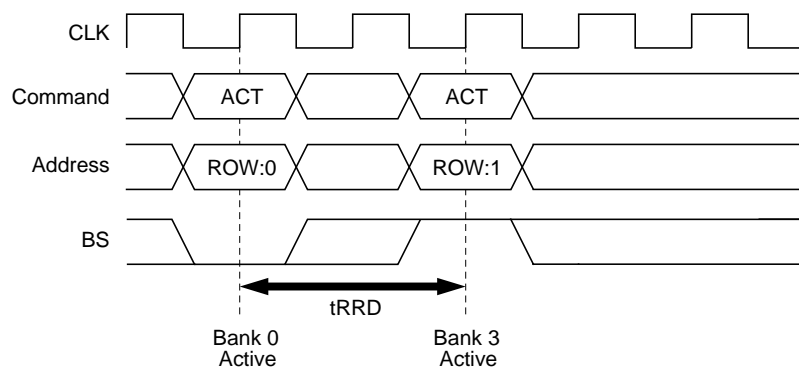 CLK
Command ACT ACT
Address ROW:0 ROW:1
BS
tRRD
Bank 0 Bank 3
Active Active